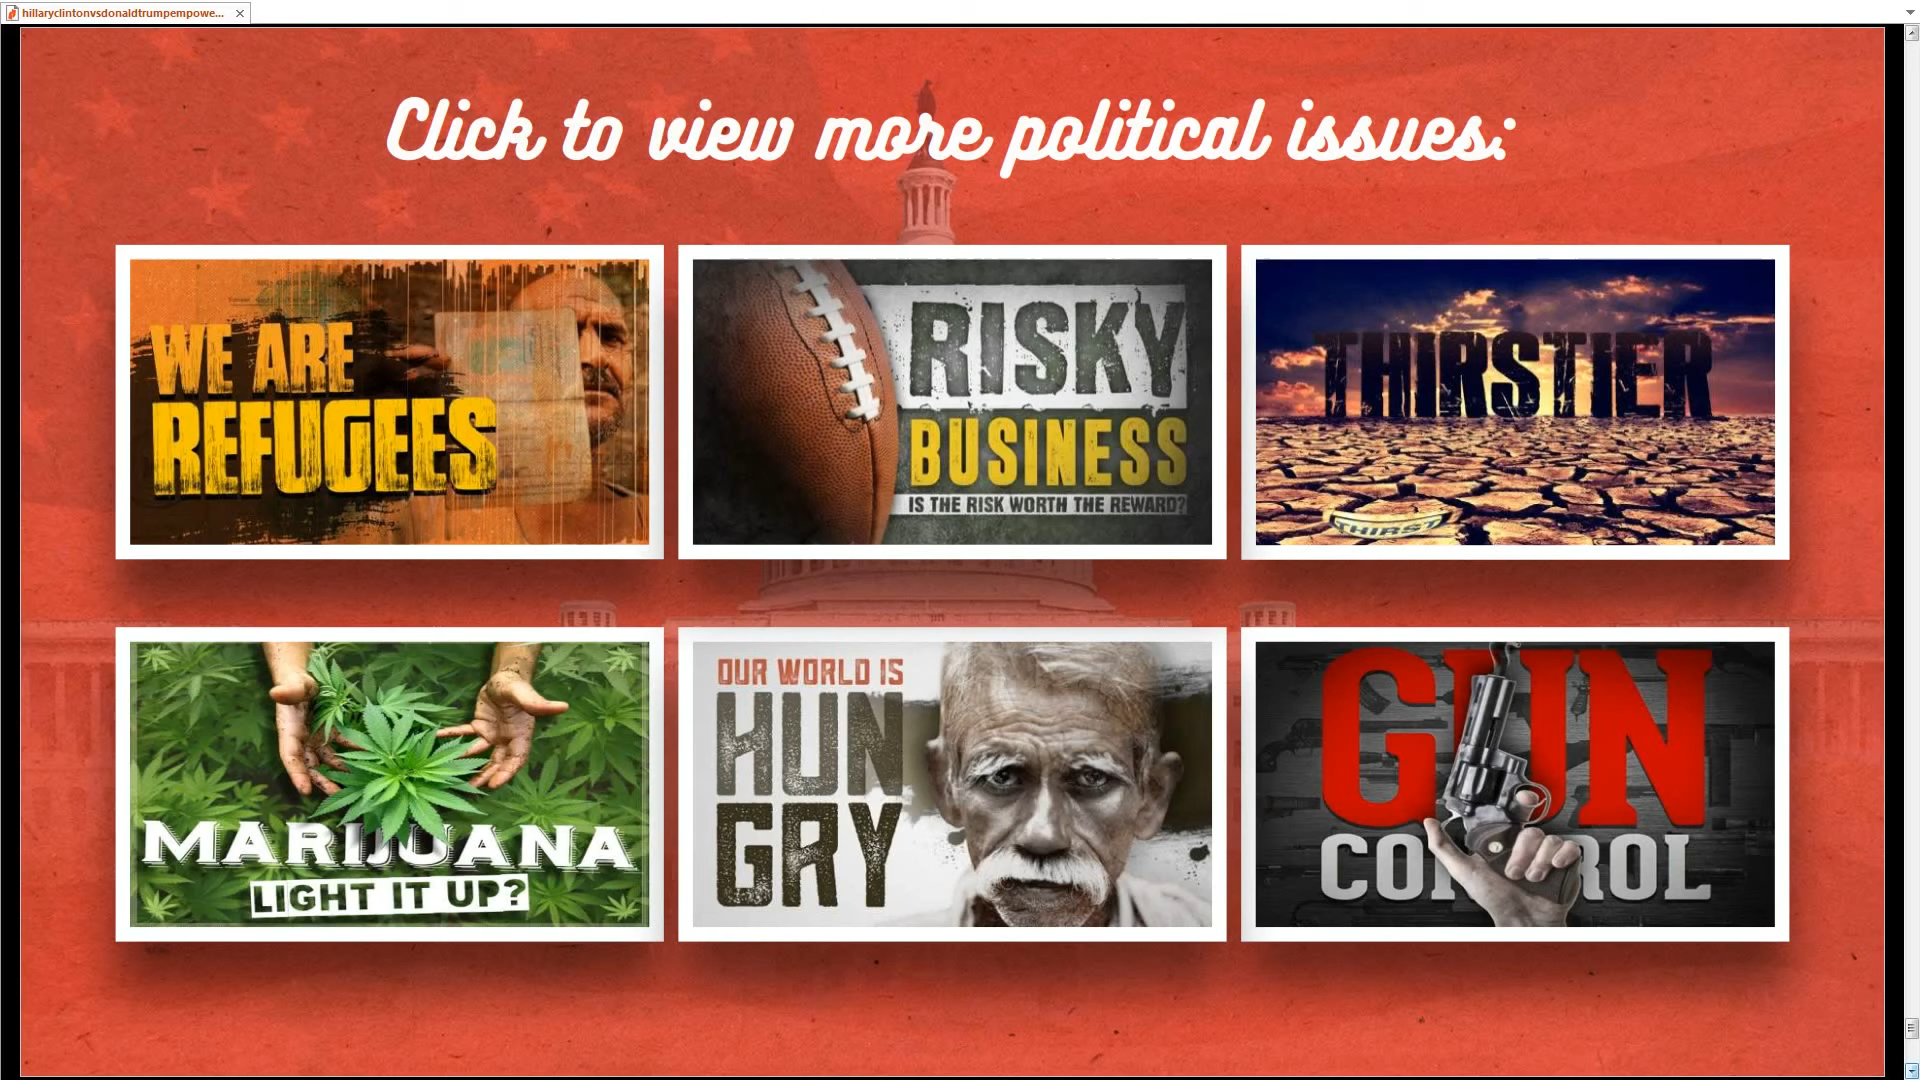 hillaryclintonvsdonaldtrumpempowe...
Click to view more political issues:
WE ARE
REFUGEES
RISKY
BUSINESS
IS THE RISK WORTH THE REWARD?
THIRSTIER
THIRST
MARIJUANA
LIGHT IT UP?
OUR WORLD IS
HUN
GRY
GUN
CONTROL